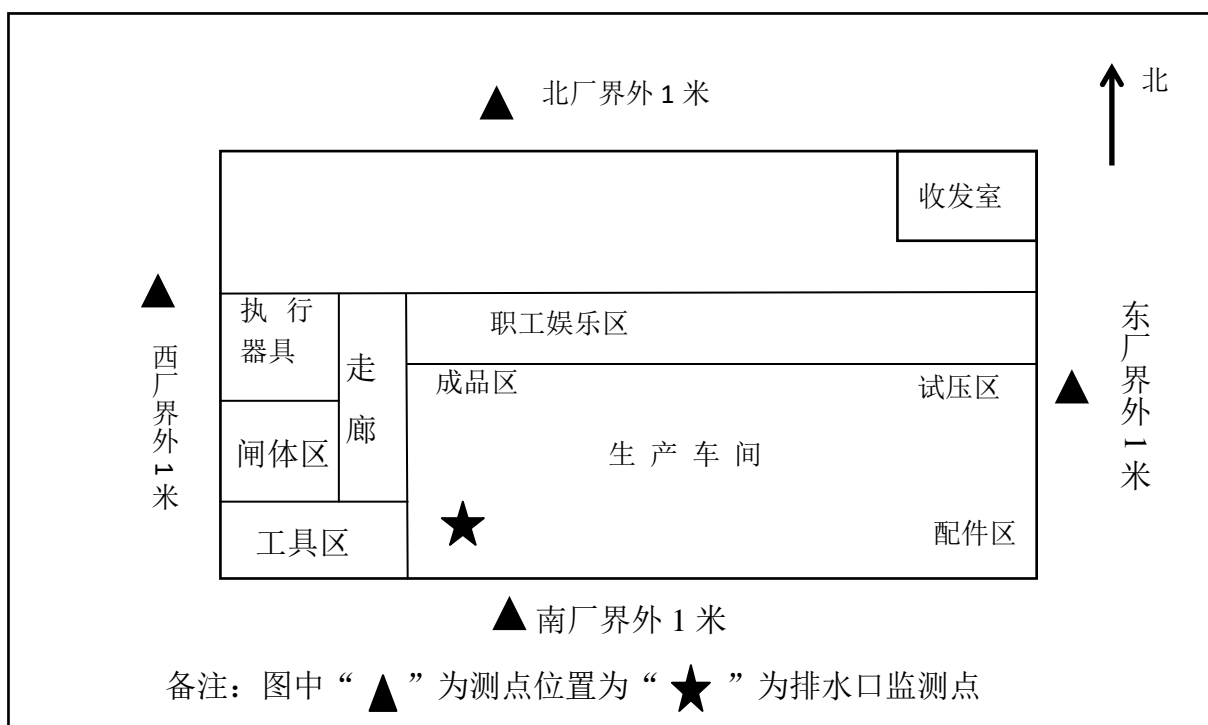 北厂界外 1 米
北
收发室
执 行
器具
走
廊
职工娱乐区
成品区
试压区
东厂界外1米
西厂界外1米
闸体区
生 产 车 间
工具区
配件区
南厂界外 1 米
备注：图中“▲”为测点位置为“★”为排水口监测点